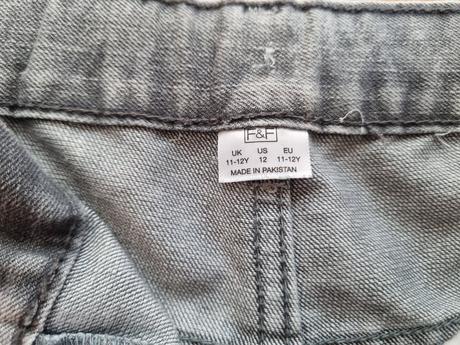 F&F
UK US EU
11-12Y 12 11-12Y
MADE IN PAKISTAN